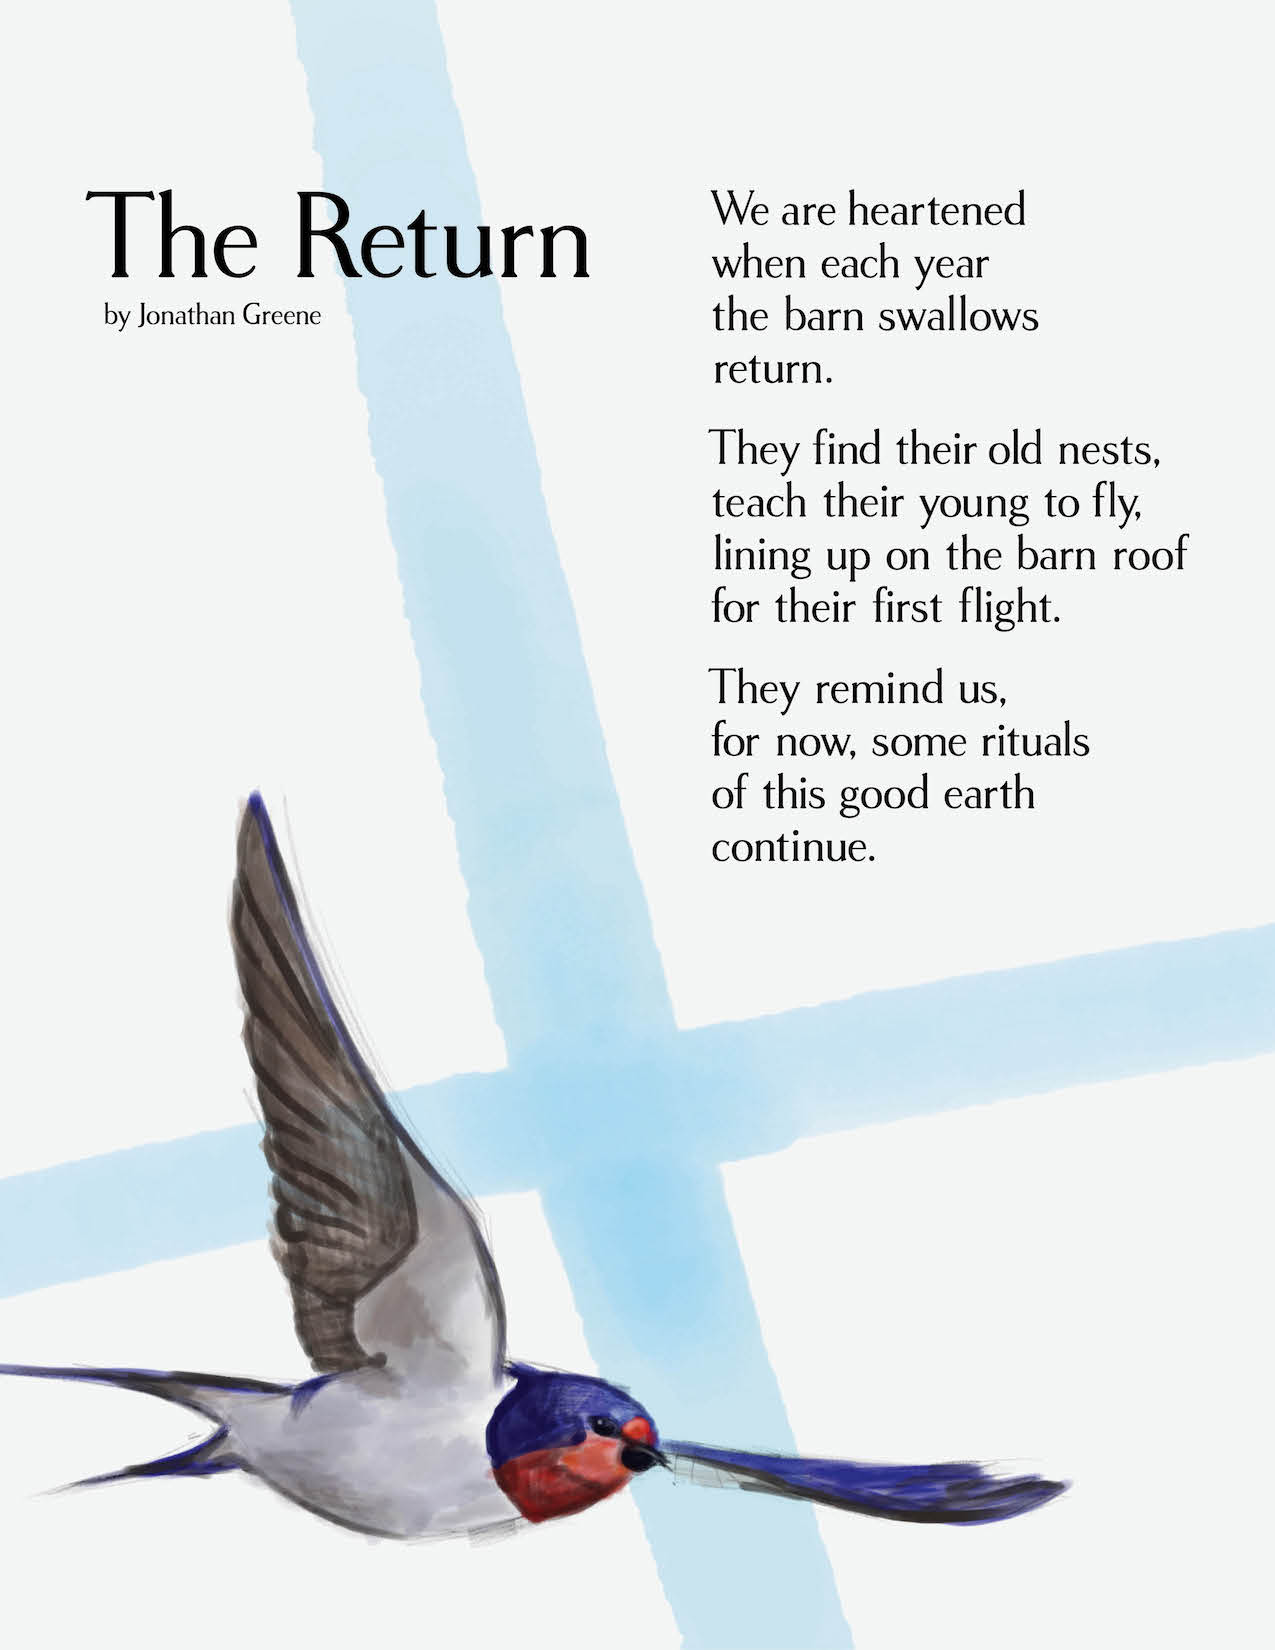 The Return
by Jonathan Greene
We are heartened
when each year
the barn swallows
return.
They find their old nests,
teach their young to fly,
lining up on the barn roof
for their first flight.
They remind us,
for now, some rituals
of this good earth
continue.